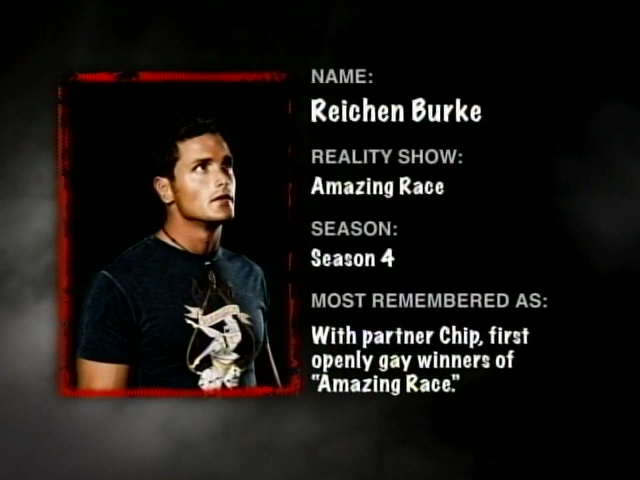 NAME:
Reichen Burke
REALITY SHOW:
Amazing Race
SEASON:
Season 4
MOST REMEMBERED AS:
With partner Chip, first
openly gay winners of
"Amazing Race."